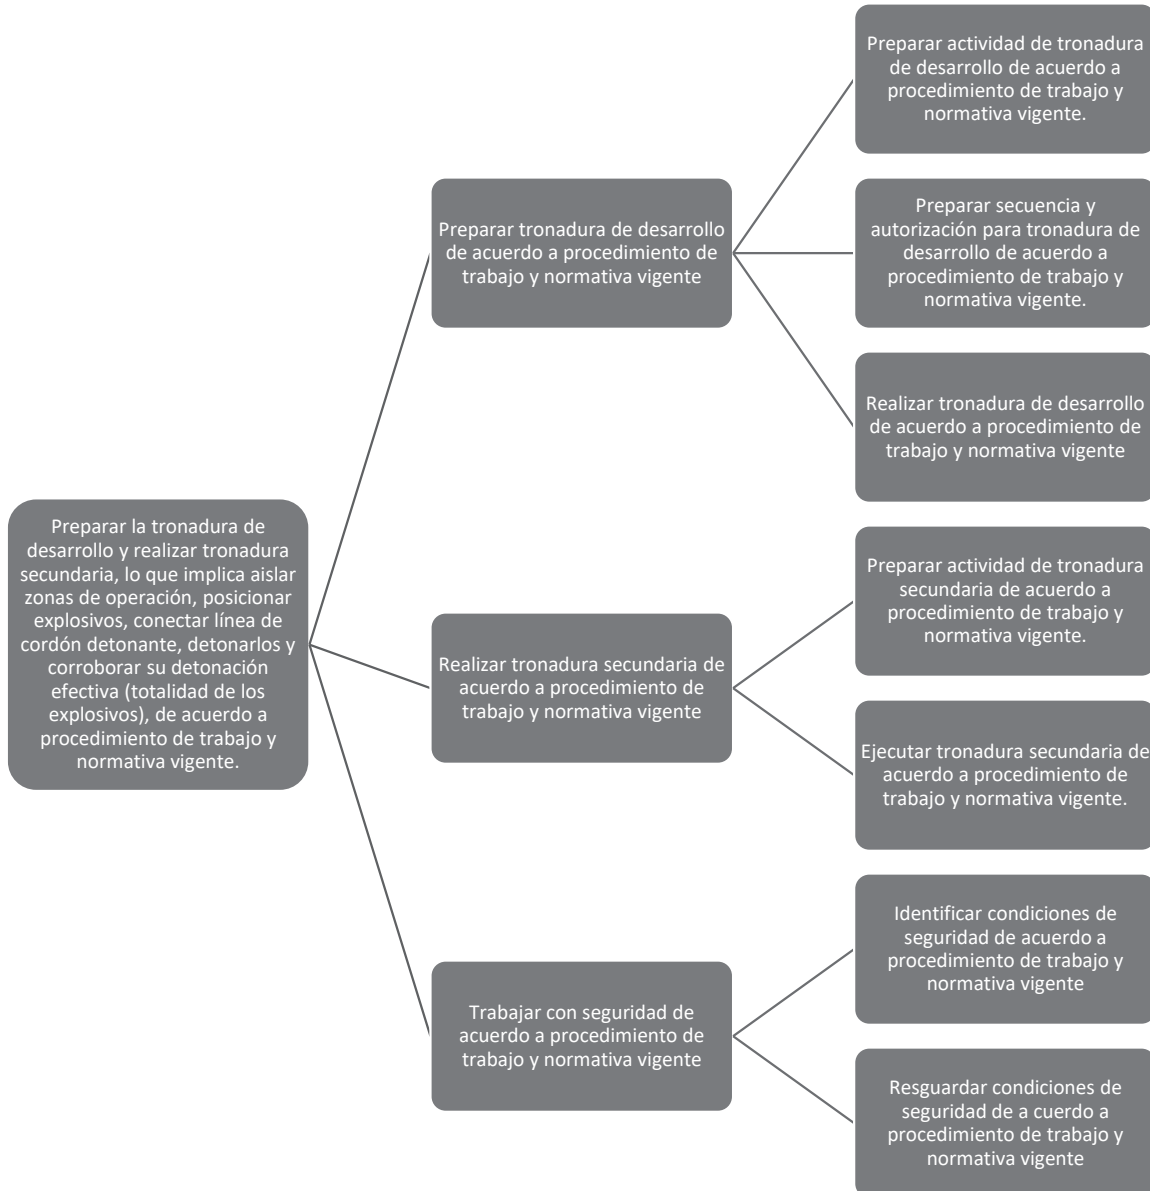 Preparar la tronadura de
desarrollo y realizar tronadura
secundaria, lo que implica aislar
zonas de operación, posicionar
explosivos, conectar línea de
cordón detonante, detonarlos y
corroborar su detonación
efectiva (totalidad de los
explosivos), de acuerdo a
procedimiento de trabajo y
normativa vigente.
Preparar tronadura de desarrollo
de acuerdo a procedimiento de
trabajo y normativa vigente
Preparar actividad de tronadura
de desarrollo de acuerdo a
procedimiento de trabajo y
normativa vigente.
Preparar secuencia y
autorización para tronadura de
desarrollo de acuerdo a
procedimiento de trabajo y
normativa vigente.
Realizar tronadura de desarrollo
de acuerdo a procedimiento de
trabajo y normativa vigente
Realizar tronadura secundaria de
acuerdo a procedimiento de
trabajo y normativa vigente
Preparar actividad de tronadura
secundaria de acuerdo a
procedimiento de trabajo y
normativa vigente.
Ejecutar tronadura secundaria de
acuerdo a procedimiento de
trabajo y normativa vigente.
Trabajar con seguridad de
acuerdo a procedimiento de
trabajo y normativa vigente
Identificar condiciones de
seguridad de acuerdo a
procedimiento de trabajo y
normativa vigente
Resguardar condiciones de
seguridad de a cuerdo a
procedimiento de trabajo y
normativa vigente